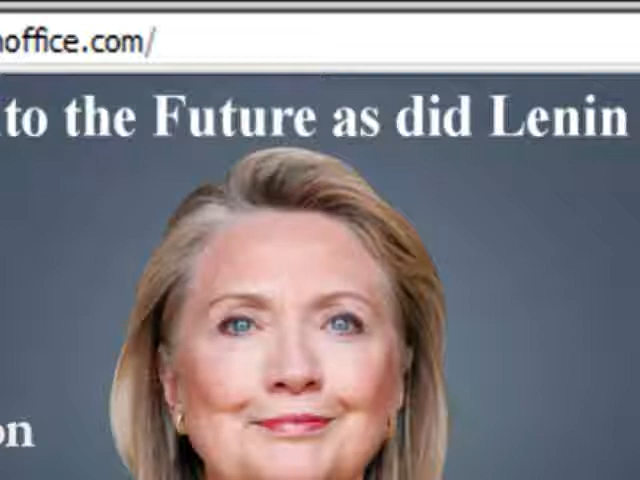 office.com/
to the Future as did Lenin
on